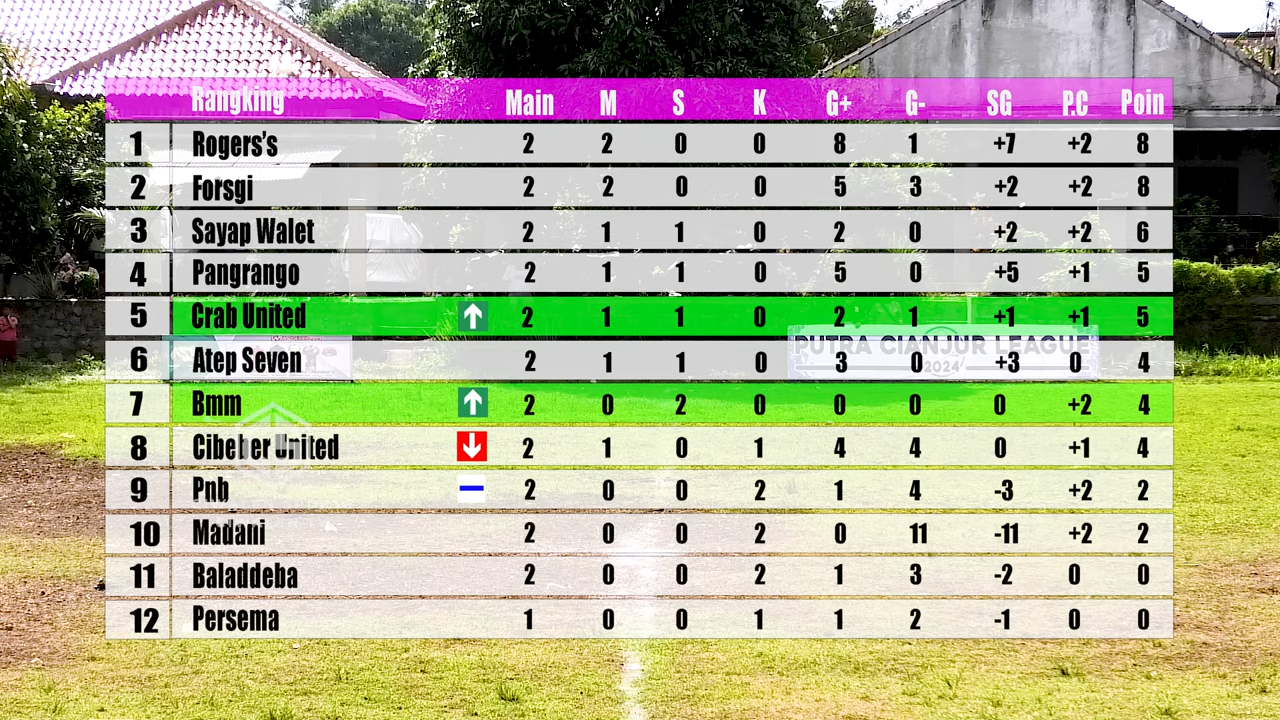 Rangking Main M S K G+ G- SG P.C Poin
1 Rogers's 2 2 0 0 8 1 +7 +2 8
2 Forsgi 2 2 0 0 5 3 +2 +2 8
3 Sayap Walet 2 1 1 0 2 0 +2 +2 6
4 Pangrango 2 1 1 0 5 0 +5 +1 5
5 Crab United 2 1 1 0 2 1 +1 +1 5
PUTRA CIANJUR LEAGUE
6 Atep Seven 2 1 1 0 3 0 +3 0 4
2024
7 Bmm 2 0 2 0 0 0 0 +2 4
8 Cibeber United 2 1 0 1 4 4 0 +1 4
9 Pnb 2 0 0 2 1 4 -3 +2 2
10 Madani 2 0 0 2 0 11 -11 +2 2
11 Baladdeba 2 0 0 2 1 3 -2 0 0
12 Persema 1 0 0 1 1 2 -1 0 0